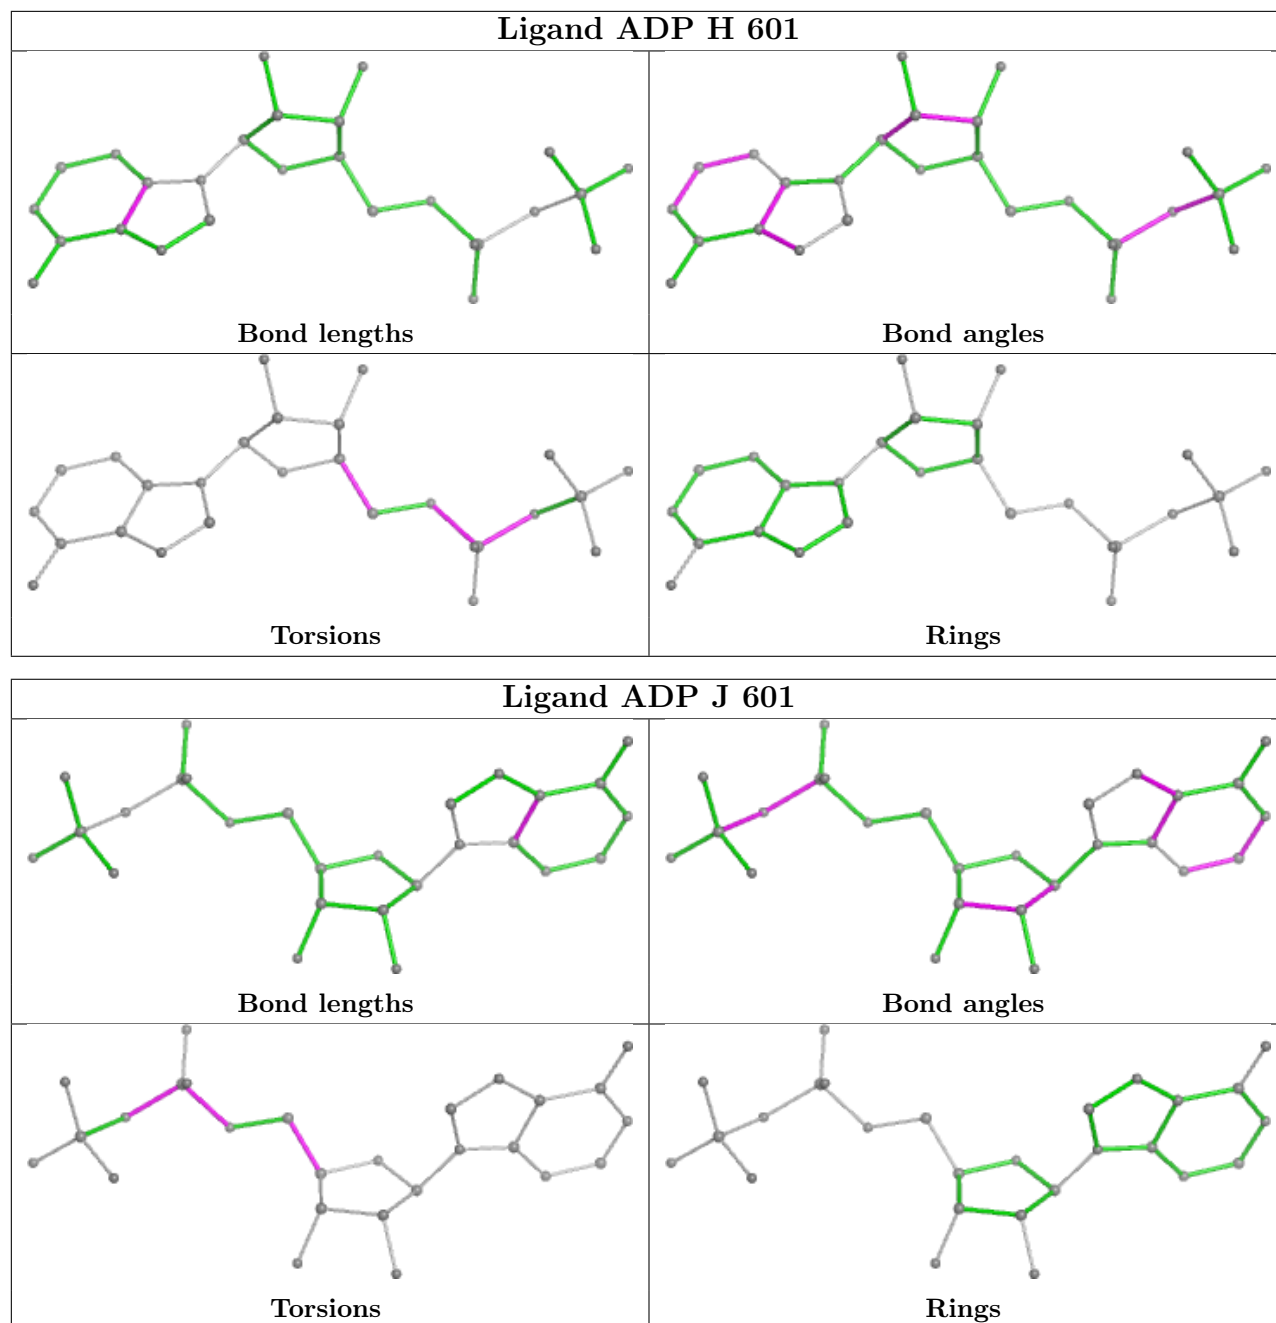 Ligand ADP H 601
Bond lengths
Bond angles
Torsions
Rings
Ligand ADP J 601
Bond lengths
Bond angles
Torsions
Rings